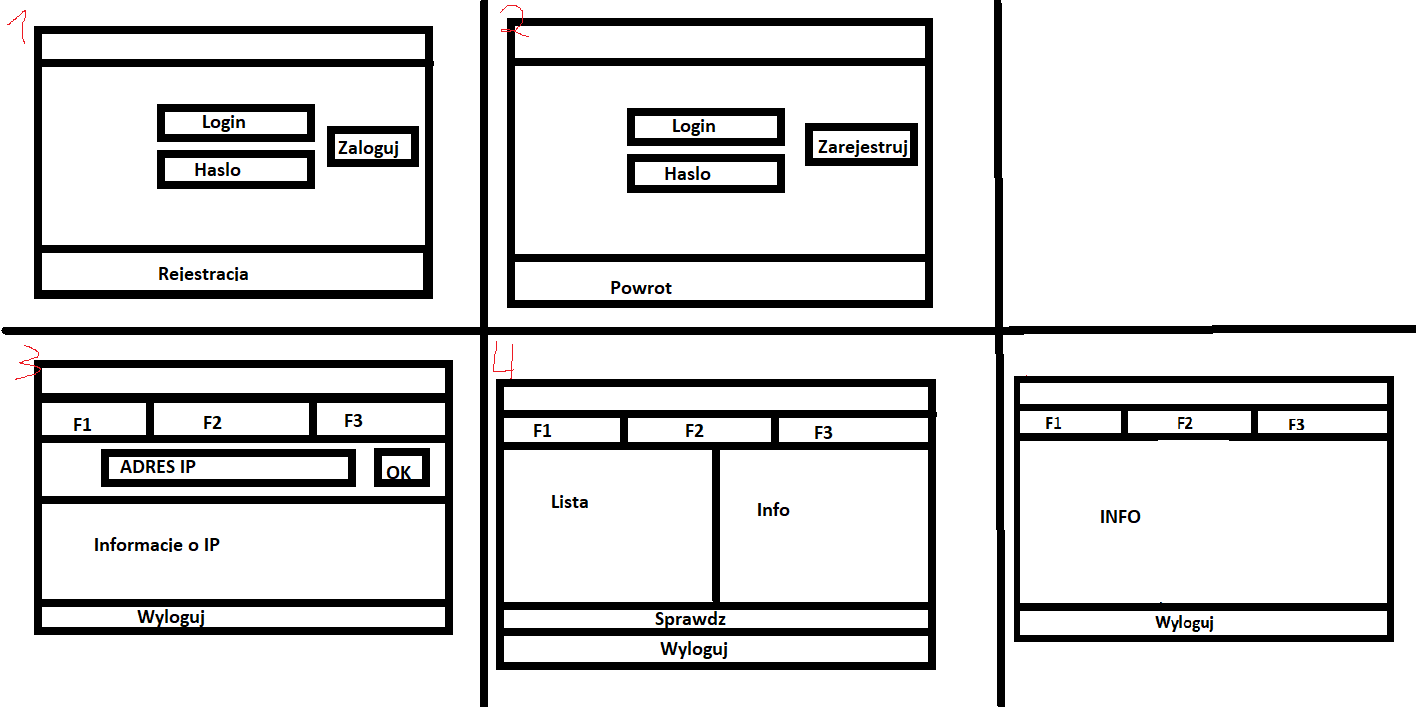 1
Login
Haslo
Zaloguj
Rejestracja
2
Login
Haslo
Zarejestruj
Powrot
3
F1 F2 F3
ADRES IP OK
Informacje o IP
Wyloguj
4
F1 F2 F3
Lista Info
Sprawdz
Wyloguj
F1 F2 F3
INFO
Wyloguj